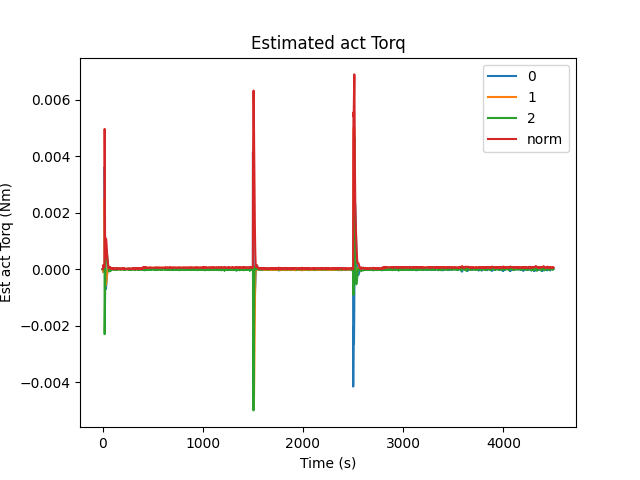 Estimated act Torq
Est act Torq (Nm)
0.006
0.004
0.002
0.000
−0.002
−0.004
0
1
2
norm
0 1000 2000 3000 4000
Time (s)